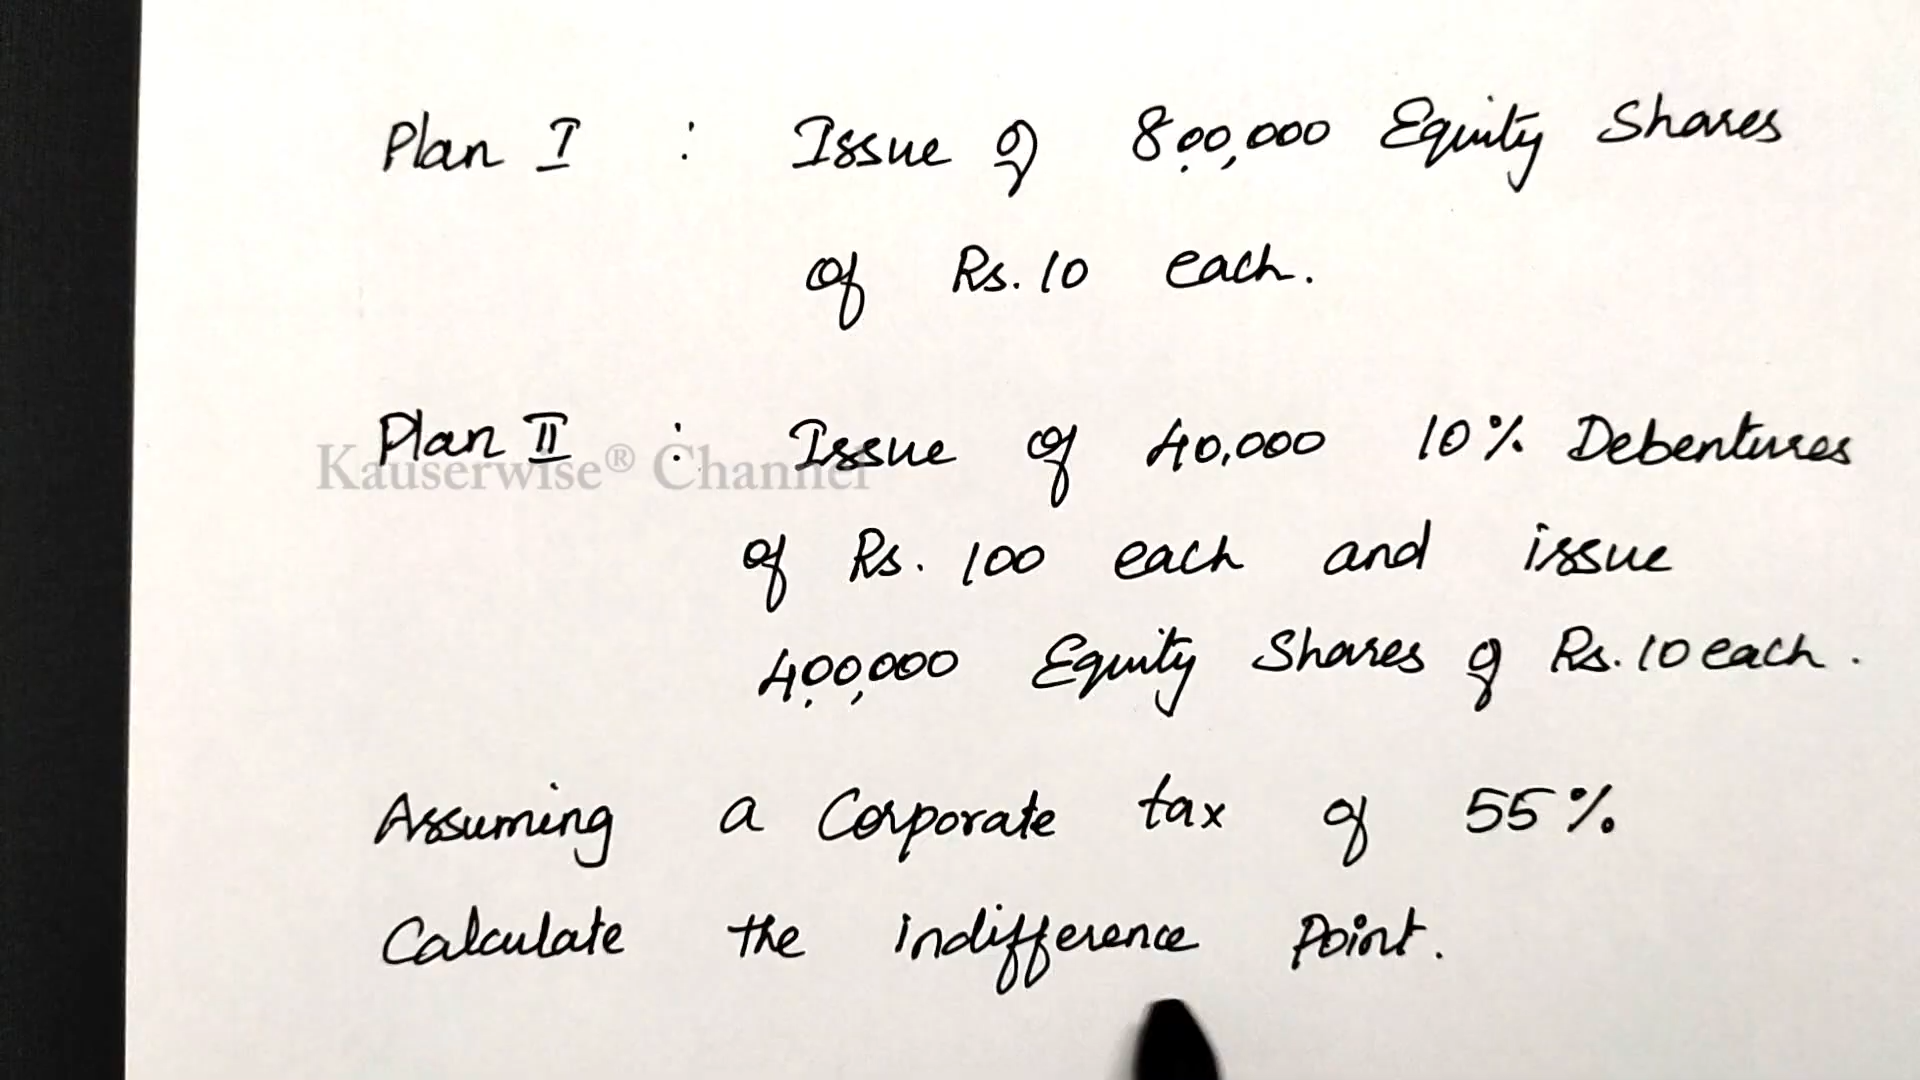 Plan I : Issue of 8,00,000 Equity Shares
of Rs. 10 each.
Plan II : Issue of 40,000 10% Debentures
Kauserwise® Channel
of Rs. 100 each and issue
4,00,000 Equity Shares of Rs. 10 each.
Assuming a Corporate tax of 55%
Calculate the indifference Point.